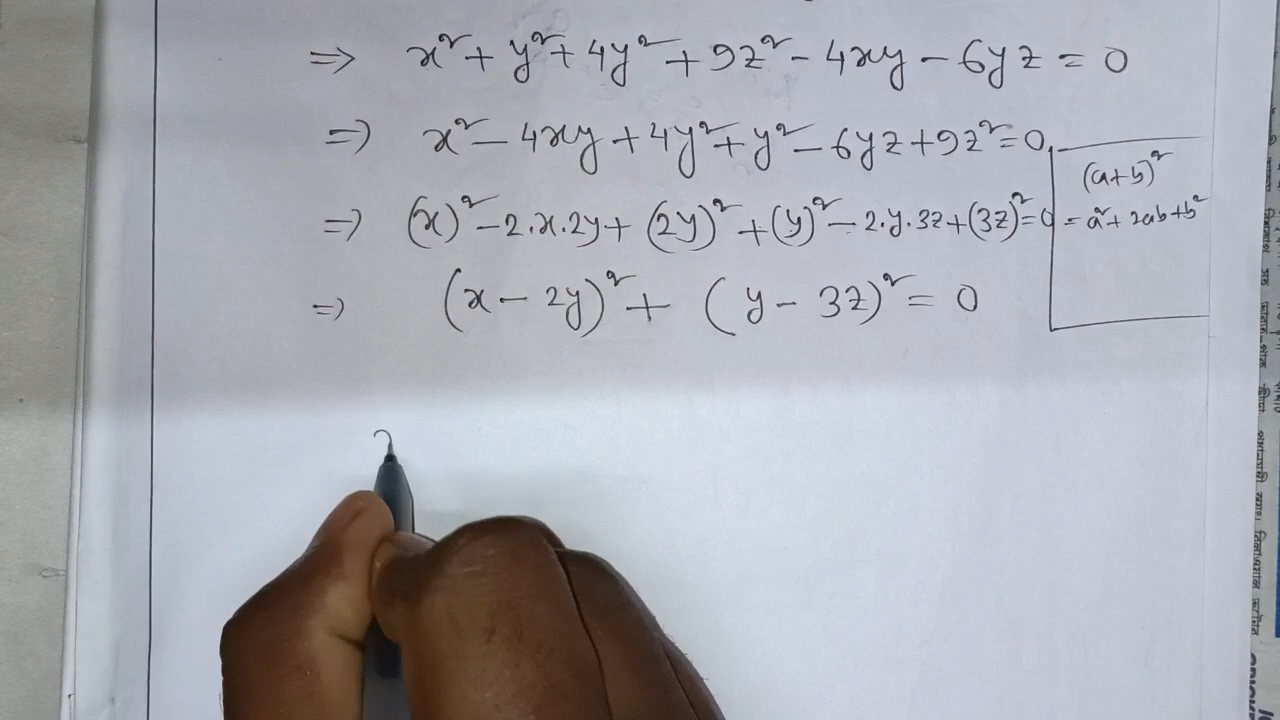 ⇒ x² + y² + 4y² + 9z² - 4xy - 6yz = 0
⇒ x² - 4xy + 4y² + y² - 6yz + 9z² = 0
⇒ (x)² - 2.x.2y + (2y)² + (y)² - 2.y.3z + (3z)² = 0
⇒ (x - 2y)² + (y - 3z)² = 0
(a+b)²
= a² + 2ab + b²